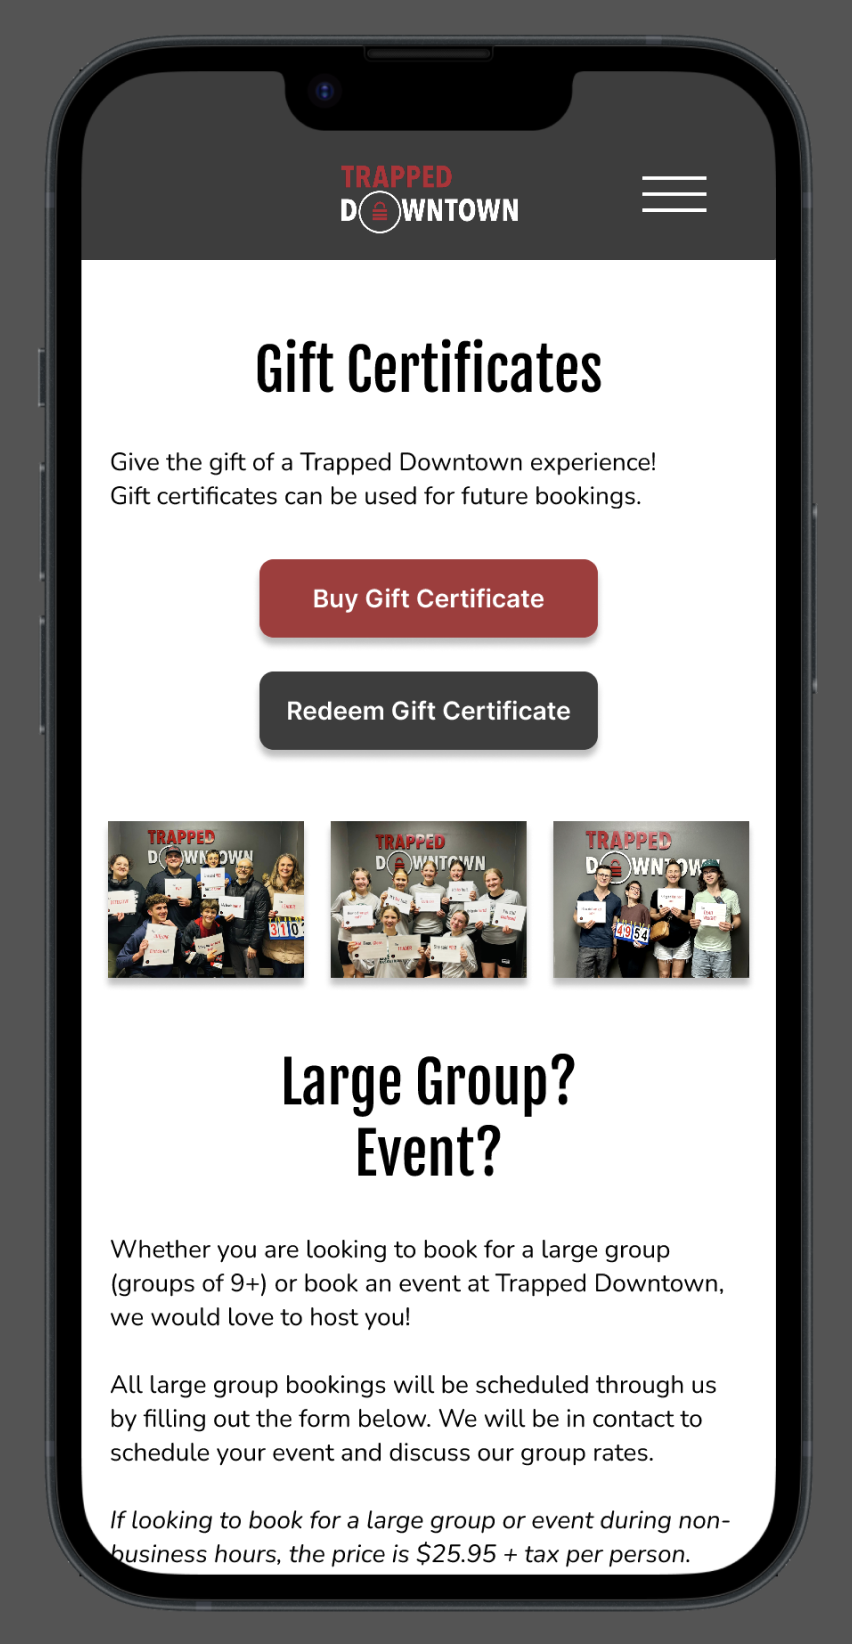 TRAPPED
DOWNTOWN
Gift Certificates
Give the gift of a Trapped Downtown experience!
Gift certificates can be used for future bookings.
Buy Gift Certificate
Redeem Gift Certificate
TRAPPED
DOWNTOWN
3 1 0
TRAPPED
DOWNTOWN
TRAPPED
DOWNTOWN
49 54
Large Group?
Event?
Whether you are looking to book for a large group
(groups of 9+) or book an event at Trapped Downtown,
we would love to host you!
All large group bookings will be scheduled through us
by filling out the form below. We will be in contact to
schedule your event and discuss our group rates.
If looking to book for a large group or event during non-
business hours, the price is $25.95 + tax per person.